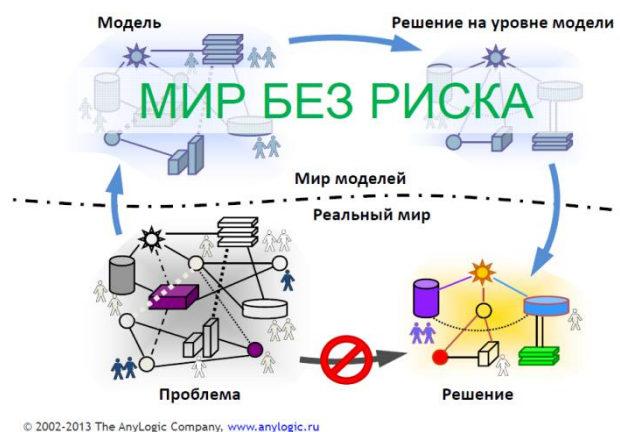 Модель
Решение на уровне модели
МИР БЕЗ РИСКА
Мир моделей
Реальный мир
Проблема
Решение
© 2002-2013 The AnyLogic Company, www.anylogic.ru